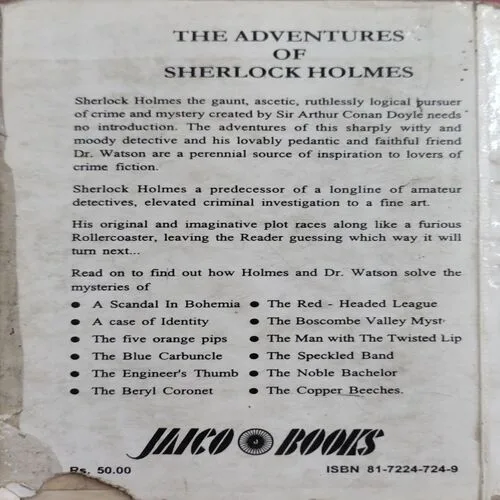 THE ADVENTURES
OF
SHERLOCK HOLMES
Sherlock Holmes the gaunt, ascetic, ruthlessly logical pursuer
of crime and mystery created by Sir Arthur Conan Doyle needs
no introduction. The adventures of this sharply witty and
moody detective and his lovably pedantic and faithful friend
Dr. Watson are a perennial source of inspiration to lovers of
crime fiction.
Sherlock Holmes a predecessor of a longline of amateur
detectives, elevated criminal investigation to a fine art.
His original and imaginative plot races along like a furious
Rollercoaster, leaving the Reader guessing which way it will
turn next...
Read on to find out how Holmes and Dr. Watson solve the
mysteries of
● A Scandal In Bohemia ● The Red - Headed League
● A case of Identity ● The Boscombe Valley Myst
● The five orange pips ● The Man with The Twisted Lip
● The Blue Carbuncle ● The Speckled Band
● The Engineer's Thumb ● The Noble Bachelor
● The Beryl Coronet ● The Copper Beeches.
JAICO BOOKS
Rs. 50.00 ISBN 81-7224-724-9